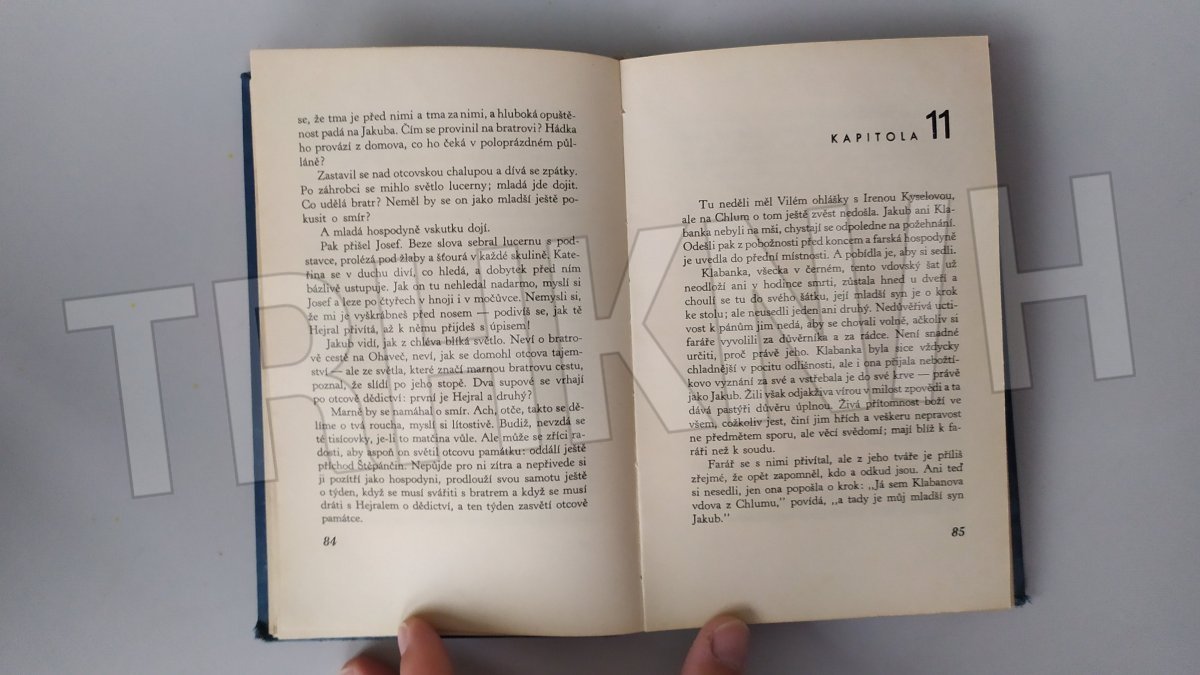 se, že tma je před nimi a tma za nimi, a hluboká opuště-
nost padá na Jakuba. Čím se provinil na bratrovi? Hádka
ho provází z domova, co ho čeká v poloprázdném půl-
láně?
Zastavil se nad otcovskou chalupou a dívá se zpátky.
Po záhrobci se mihlo světlo lucerny; mladá jde dojit.
Co udělá bratr? Neměl by se on jako mladší ještě po-
kusit o smír?
A mladá hospodyně vskutku dojí.
Pak přišel Josef. Beze slova sebral lucernu s pod-
stavce, prolézá pod žlaby a šťourá v každé skulině. Kate-
řina se v duchu diví, co hledá, a dobytek před ním
bázlivě ustupuje. Jak on tu nehledal nadarmo, myslí si
Josef a leze po čtyřech v hnoji i v močůvce. Nemysli si,
že mi je vyškrábneš před nosem — podivíš se, jak tě
Hejral přivítá, až k němu přijdeš s úpisem!
Jakub vidí, jak z chléva bliká světlo. Neví o bratro-
vě cestě na Ohaveč, neví, jak se domohl otcova tajem-
ství — ale ze světla, které značí marnou bratrovu cestu,
poznal, že slídí po jeho stopě. Dva supové se vrhají
po otcově dědictví: první je Hejral a druhý?
Marně by se namáhal o smír. Ach, otče, takto se dě-
líme o tvá roucha, myslí si lítostivě. Budiž, nevzdá se
té tisícovky, je-li to matčina vůle. Ale může se zříci ra-
dosti, aby aspoň on světil otcovu památku: oddálí ještě
příchod Štěpánčin. Nepůjde pro ni zítra a nepřivede si
ji pozítří jako hospodyni, prodlouží svou samotu ještě
o týden, když se musí svářiti s bratrem a když se musí
dráti s Hejralem o dědictví, a ten týden zasvětí otcově
památce.
84
KAPITOLA 11
Tu neděli měl Vilém ohlášky s Irenou Kyselovou,
ale na Chlum o tom ještě zvěst nedošla. Jakub ani Kla-
banka nebyli na mši, chystají se odpoledne na požehnání.
Odešli pak z pobožnosti před koncem a farská hospodyně
je uvedla do přední místnosti. A pobídla je, aby si sedli.
Klabanka, všecka v černém, tento vdovský šat už
neodloží ani v hodince smrti, zůstala hned u dveří a
choulí se tu do svého šátku, její mladší syn je o krok
ke stolu; ale neusedl jeden ani druhý. Nedůvěřivá ucti-
vost k pánům jim nedá, aby se chovali volně, ačkoliv si
faráře vyvolili za důvěrníka a za rádce. Není snadné
určiti, proč právě jeho. Klabanka byla sice vždycky
chladnější v pocitu odlišnosti, ale i ona přijala nebožtí-
kovo vyznání za své a vstřebala je do své krve — právě
jako Jakub. Žili však odjakživa vírou v milost zpovědi a ta
dává pastýři důvěru úplnou. Živá přítomnost boží ve
všem, cožkoliv jest, činí jim hřích a veškeru nepravost
ne předmětem sporu, ale věcí svědomí; mají blíž k fa-
ráři než k soudu.
Farář se s nimi přivítal, ale z jeho tváře je příliš
zřejmé, že opět zapomněl, kdo a odkud jsou. Ani teď
si nesedli, jen ona popošla o krok: „Já sem Klabanova
vdova z Chlumu,“ povídá, „a tady je můj mladší syn
Jakub.“
85
TRHKNIH